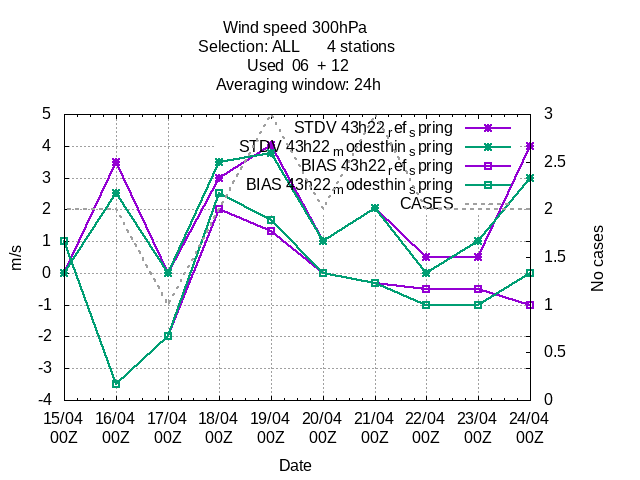 Wind speed 300hPa
Selection: ALL 4 stations
Used 06 + 12
Averaging window: 24h
STDV 43h22_ref_spring
STDV 43h22_modesthin_spring
BIAS 43h22_ref_spring
BIAS 43h22_modesthin_spring
CASES
5
4
3
2
1
0
-1
-2
-3
-4
m/s
3
2.5
2
1.5
1
0.5
0
No cases
15/04 16/04 17/04 18/04 19/04 20/04 21/04 22/04 23/04 24/04
00Z 00Z 00Z 00Z 00Z 00Z 00Z 00Z 00Z 00Z
Date